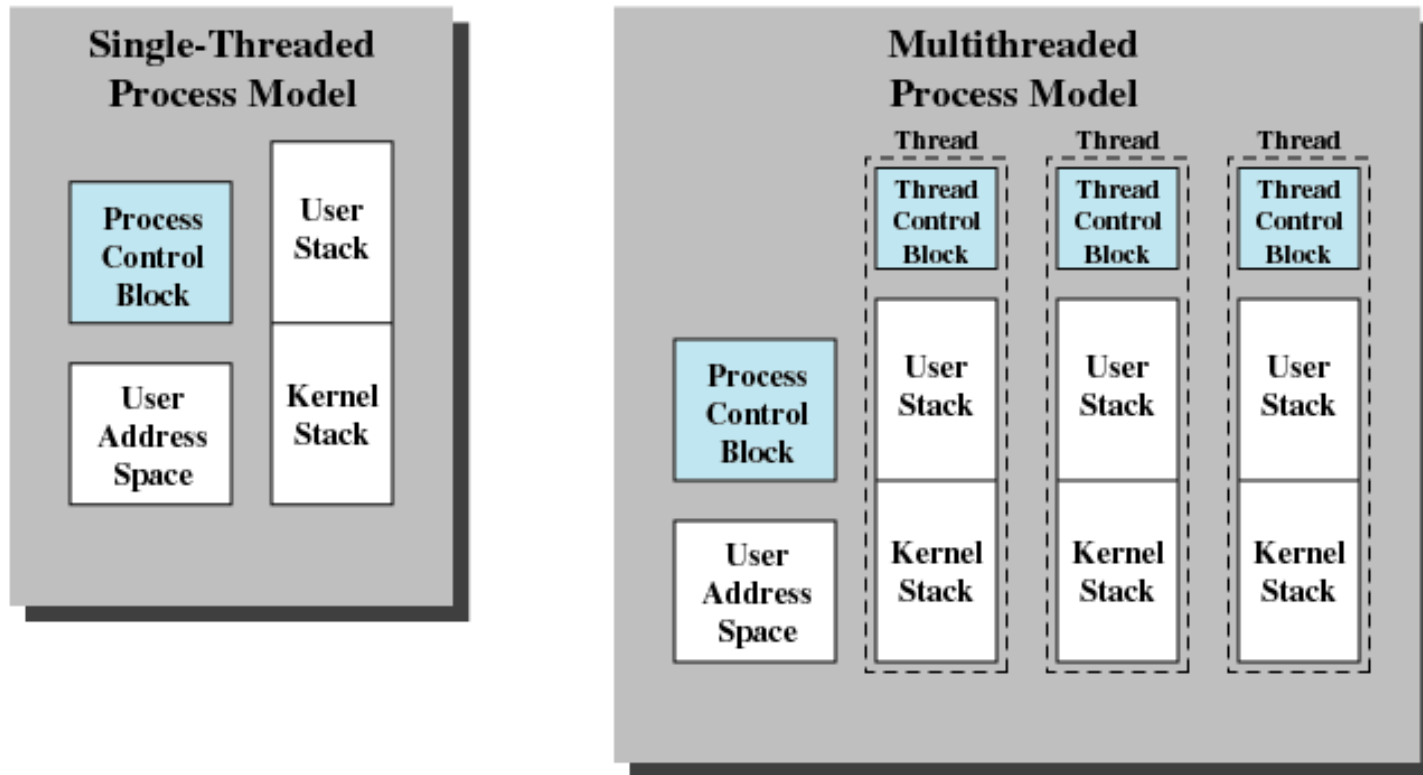 Single-Threaded
Process Model
Process
Control
Block
User
Stack
User
Address
Space
Kernel
Stack
Multithreaded
Process Model
Thread
Thread
Thread
Thread
Control
Block
Thread
Control
Block
Thread
Control
Block
Process
Control
Block
User
Stack
User
Stack
User
Stack
User
Address
Space
Kernel
Stack
Kernel
Stack
Kernel
Stack